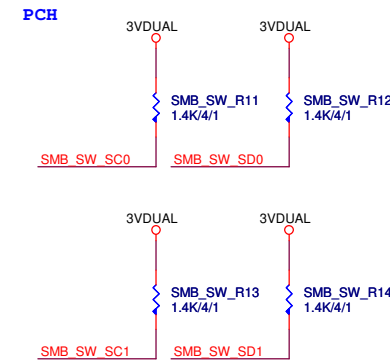 PCH
3VDUAL 3VDUAL
SMB_SW_R11 SMB_SW_R12
1.4K/4/1 1.4K/4/1
SMB_SW_SC0 SMB_SW_SD0
3VDUAL 3VDUAL
SMB_SW_R13 SMB_SW_R14
1.4K/4/1 1.4K/4/1
SMB_SW_SC1 SMB_SW_SD1